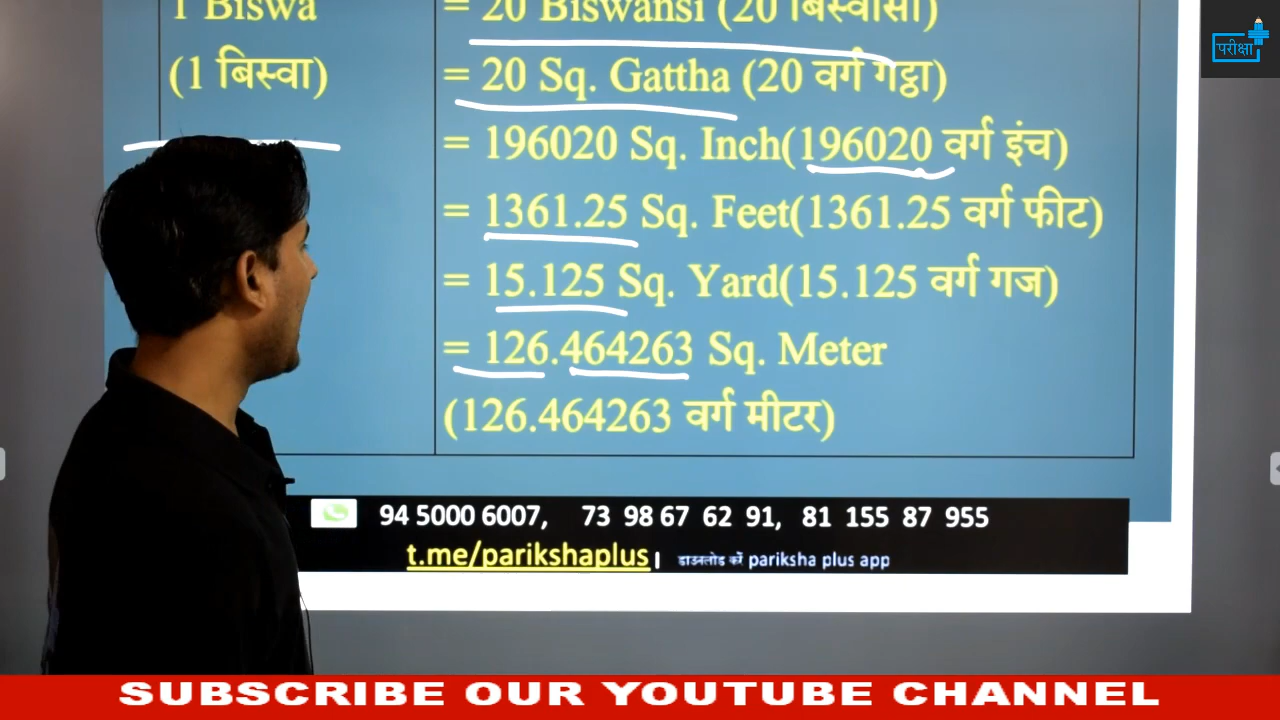 1 Biswa = 20 Biswansi (20 बिस्वांसी)
(1 बिस्वा) = 20 Sq. Gattha (20 वर्ग गट्ठा)
= 196020 Sq. Inch(196020 वर्ग इंच)
= 1361.25 Sq. Feet(1361.25 वर्ग फीट)
= 15.125 Sq. Yard(15.125 वर्ग गज)
= 126.464263 Sq. Meter
(126.464263 वर्ग मीटर)
94 5000 6007, 73 98 67 62 91, 81 155 87 955
t.me/parikshaplus | डाउनलोड करें pariksha plus app
परीक्षा
SUBSCRIBE OUR YOUTUBE CHANNEL